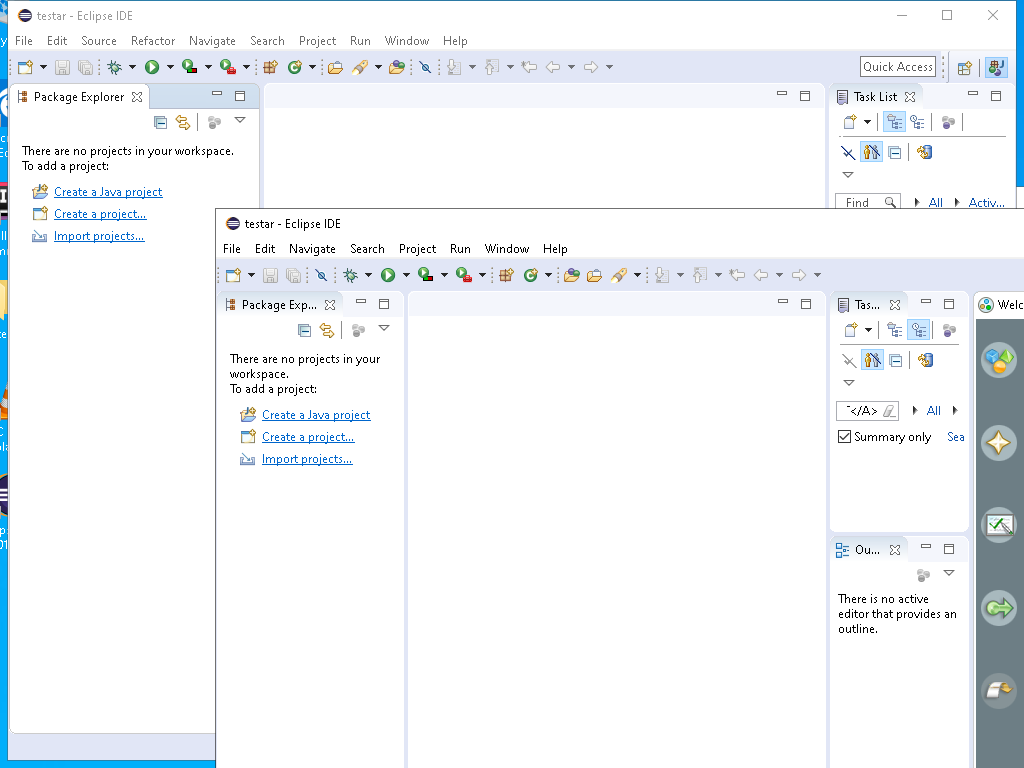 testar - Eclipse IDE
File Edit Source Refactor Navigate Search Project Run Window Help
Quick Access
Package Explorer
Task List
There are no projects in your workspace.
To add a project:
Create a Java project
Create a project...
Import projects...
Find All Activ...
testar - Eclipse IDE
File Edit Navigate Search Project Run Window Help
Package Exp...
Tas...
Welc
There are no projects in your
workspace.
To add a project:
Create a Java project
Create a project...
Import projects...
</A> All
Summary only Sea
Ou...
There is no active
editor that provides an
outline.